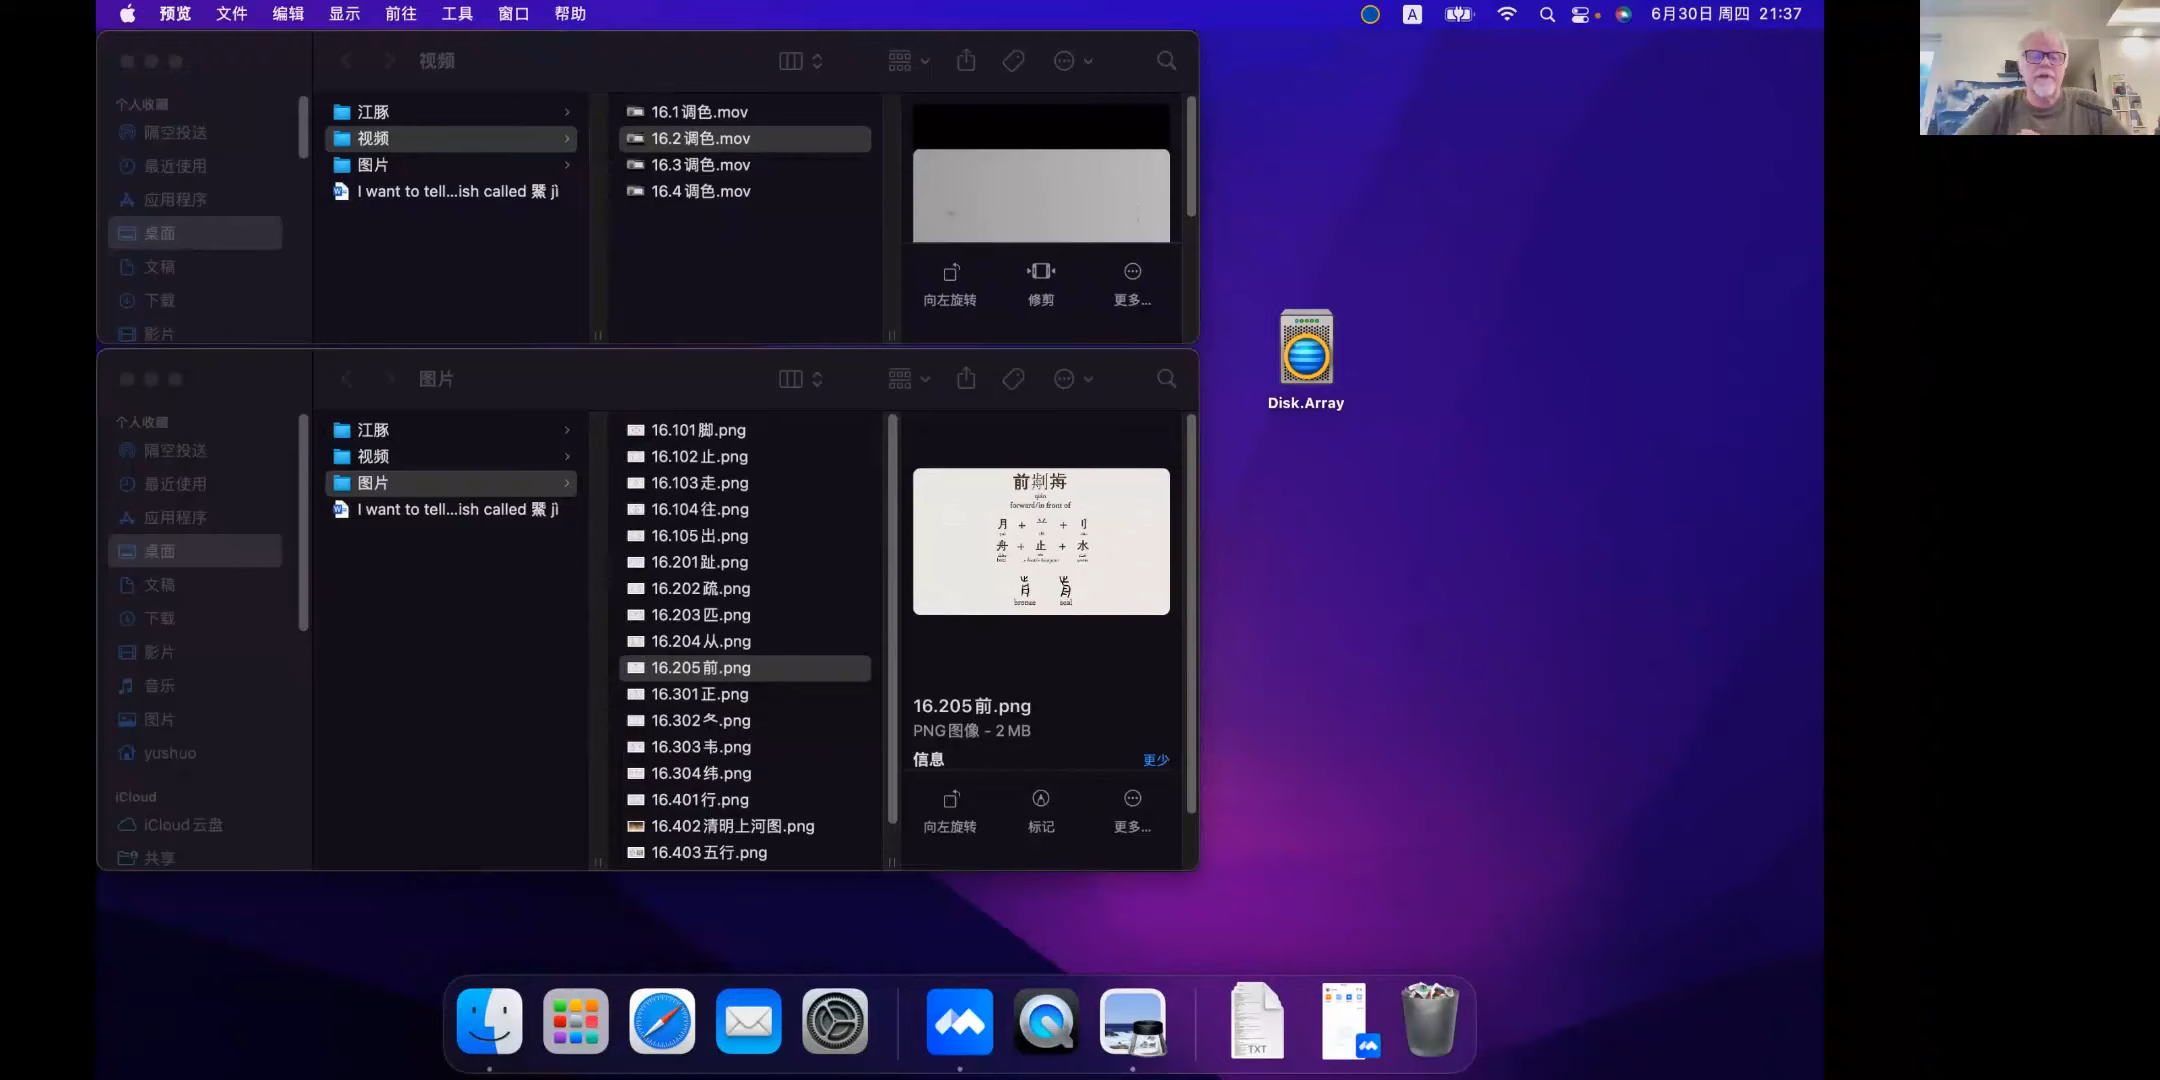 预览 文件 编辑 显示 前往 工具 窗口 帮助
A
6月30日 周四 21:37
视频
个人收藏
隔空投送
最近使用
应用程序
桌面
文稿
下载
影片
江豚
视频
图片
I want to tell...ish called 鱀 jì
16.1调色.mov
16.2调色.mov
16.3调色.mov
16.4调色.mov
向左旋转
修剪
更多...
图片
个人收藏
隔空投送
最近使用
应用程序
桌面
文稿
下载
影片
音乐
图片
yushuo
iCloud
iCloud云盘
共享
江豚
视频
图片
I want to tell...ish called 鱀 jì
16.101脚.png
16.102止.png
16.103走.png
16.104往.png
16.105出.png
16.201趾.png
16.202疏.png
16.203匹.png
16.204从.png
16.205前.png
16.301正.png
16.302夂.png
16.303韦.png
16.304纬.png
16.401行.png
16.402清明上河图.png
16.403五行.png
qián
forward/in front of
月 + 䒑 + 刂
舟 + 止 + 水
bronze seal
16.205前.png
PNG图像 - 2 MB
信息 更少
向左旋转
标记
更多...
Disk.Array
TXT